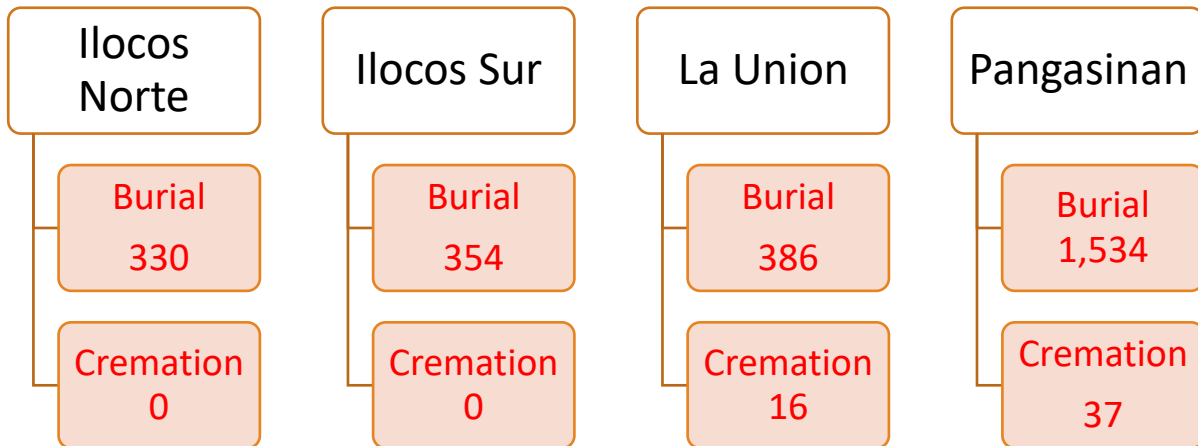 Ilocos
Norte
Burial
330
Cremation
0
Ilocos Sur
Burial
354
Cremation
0
La Union
Burial
386
Cremation
16
Pangasinan
Burial
1,534
Cremation
37